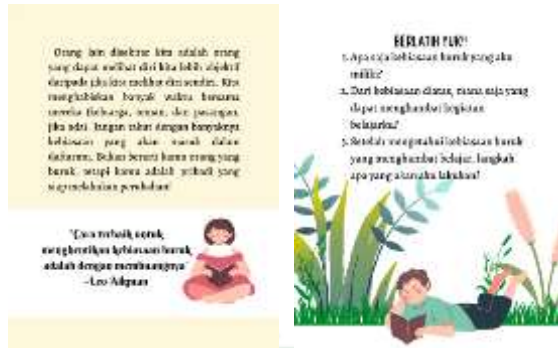 Orang lain disekitar kita adalah orang
yang dapat melihat diri kita lebih objektif
daripada jika kita melihat diri sendiri. Kita
menghabiskan banyak waktu bersama
mereka (keluarga, teman, dan pasangan,
jika ada). Jangan takut dengan banyaknya
kebiasaan yang akan masuk dalam
daftarmu. Bukan berarti kamu orang yang
buruk, tetapi kamu adalah pribadi yang
siap melakukan perubahan!
"Cara terbaik untuk
menghentikan kebiasaan buruk
adalah dengan membuangnya"
–Leo
BERLATIH YUK!!
1. Apa saja kebiasaan buruk yang aku
miliki?
2. Dari kebiasaan diatas, mana saja yang
dapat menghambat kegiatan
belajarku?
3. Setelah mengetahui kebiasaan buruk
yang menghambat belajar, langkah
apa yang akan aku lakukan?